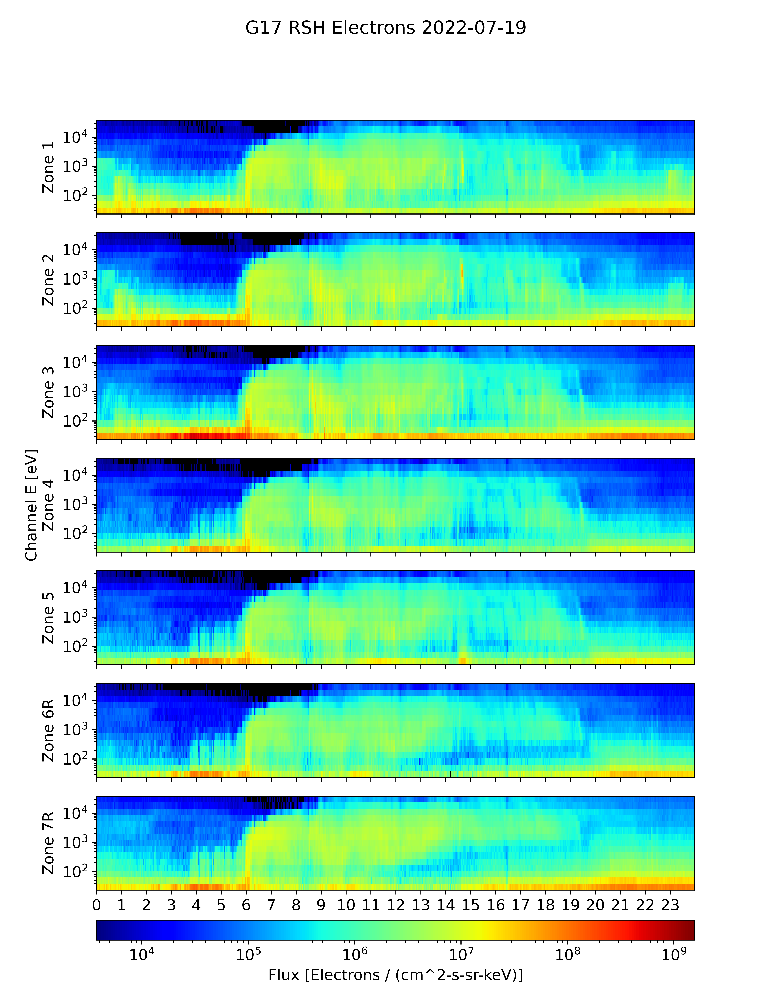 G17 RSH Electrons 2022-07-19
Channel E [eV]
Zone 1
10^4
10^3
10^2
Zone 2
10^4
10^3
10^2
Zone 3
10^4
10^3
10^2
Zone 4
10^4
10^3
10^2
Zone 5
10^4
10^3
10^2
Zone 6R
10^4
10^3
10^2
Zone 7R
10^4
10^3
10^2
0 1 2 3 4 5 6 7 8 9 10 11 12 13 14 15 16 17 18 19 20 21 22 23
10^4 10^5 10^6 10^7 10^8 10^9
Flux [Electrons / (cm^2-s-sr-keV)]